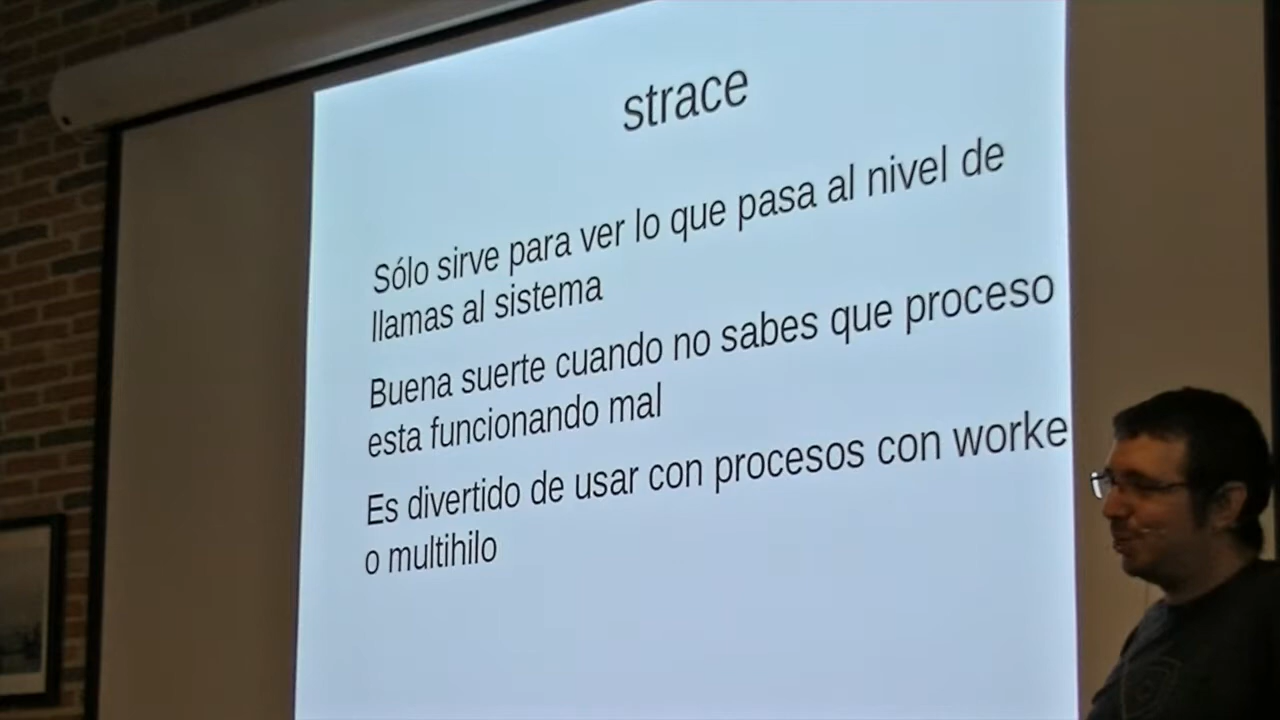 strace
Sólo sirve para ver lo que pasa al nivel de
llamas al sistema
Buena suerte cuando no sabes que proceso
esta funcionando mal
Es divertido de usar con procesos con worke
o multihilo